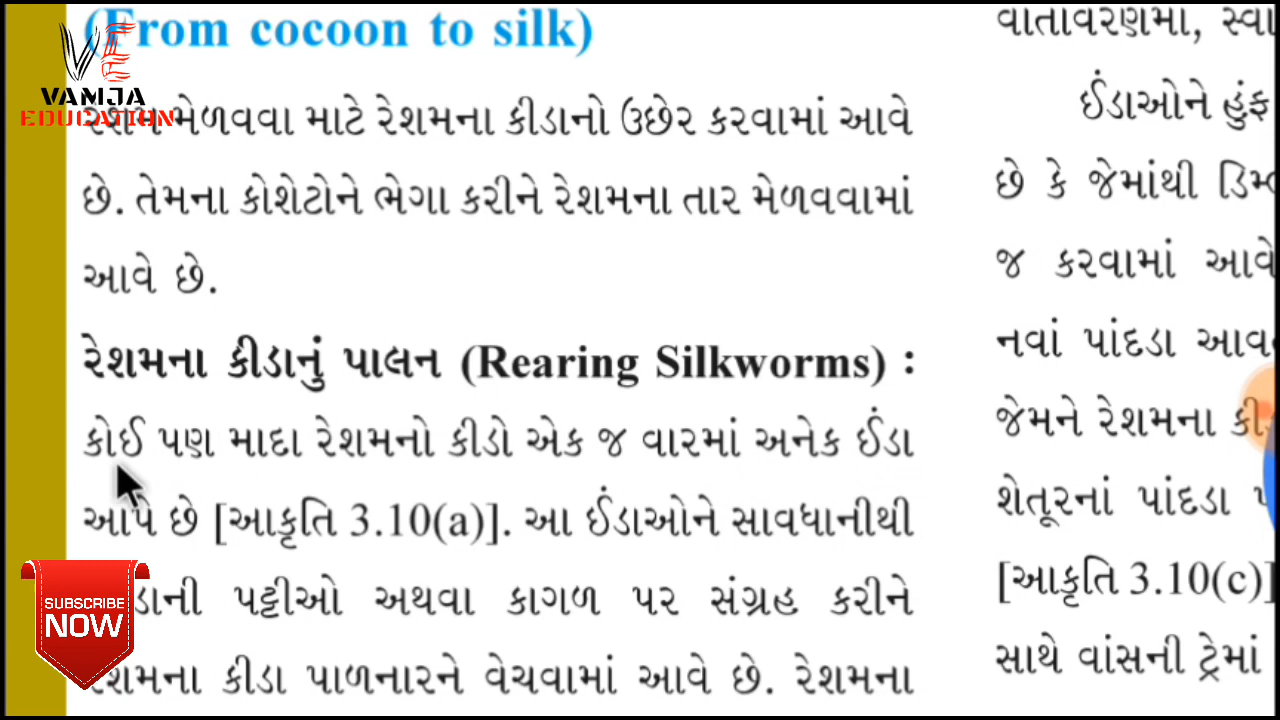 (From cocoon to silk)
VAMJA
EDUCATION
રેશમ મેળવવા માટે રેશમના કીડાનો ઉછેર કરવામાં આવે
છે. તેમના કોશેટોને ભેગા કરીને રેશમના તાર મેળવવામાં
આવે છે.
રેશમના કીડાનું પાલન (Rearing Silkworms) :
કોઈ પણ માદા રેશમનો કીડો એક જ વારમાં અનેક ઈંડા
આપે છે [આકૃતિ 3.10(a)]. આ ઈંડાઓને સાવધાનીથી
પટ્ટીઓ અથવા કાગળ પર સંગ્રહ કરીને
રેશમના કીડા પાળનારને વેચવામાં આવે છે. રેશમના
SUBSCRIBE
NOW
વાતાવરણમાં,
ઈંડાઓને
છે કે જેમાંથી
જ કરવામાં આવે
નવાં પાંદડા
જેમને રેશમના
શેતૂરનાં પાંદડા
[આકૃતિ 3.10(c)]
સાથે વાંસની ટ્રેમાં